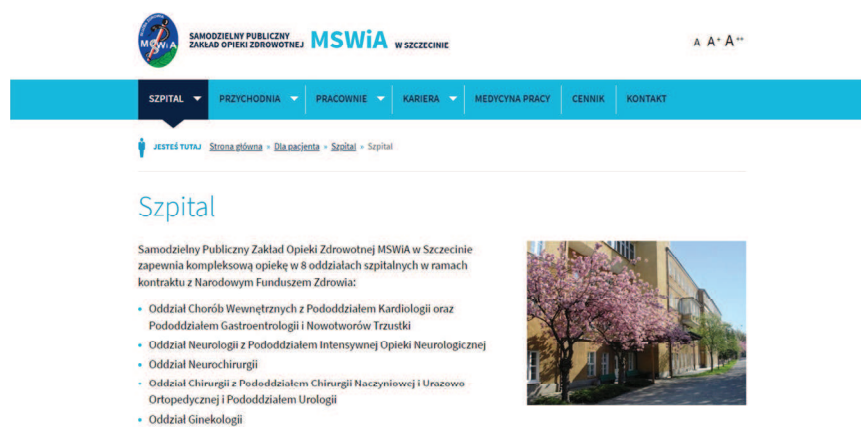 MSWiA
SAMODZIELNY PUBLICZNY
ZAKŁAD OPIEKI ZDROWOTNEJ MSWiA W SZCZECINIE
A A+ A++
SZPITAL PRZYCHODNIA PRACOWNIE KARIERA MEDYCYNA PRACY CENNIK KONTAKT
JESTEŚ TUTAJ Strona główna » Dla pacjenta » Szpital » Szpital
Szpital
Samodzielny Publiczny Zakład Opieki Zdrowotnej MSWiA w Szczecinie
zapewnia kompleksową opiekę w 8 oddziałach szpitalnych w ramach
kontraktu z Narodowym Funduszem Zdrowia:
• Oddział Chorób Wewnętrznych z Pododdziałem Kardiologii oraz
Pododdziałem Gastroentrologii i Nowotworów Trzustki
• Oddział Neurologii z Pododdziałem Intensywnej Opieki Neurologicznej
• Oddział Neurochirurgii
• Oddział Chirurgii z Pododdziałem Chirurgii Naczyniowej i Urazowo
Ortopedycznej i Pododdziałem Urologii
• Oddział Ginekologii